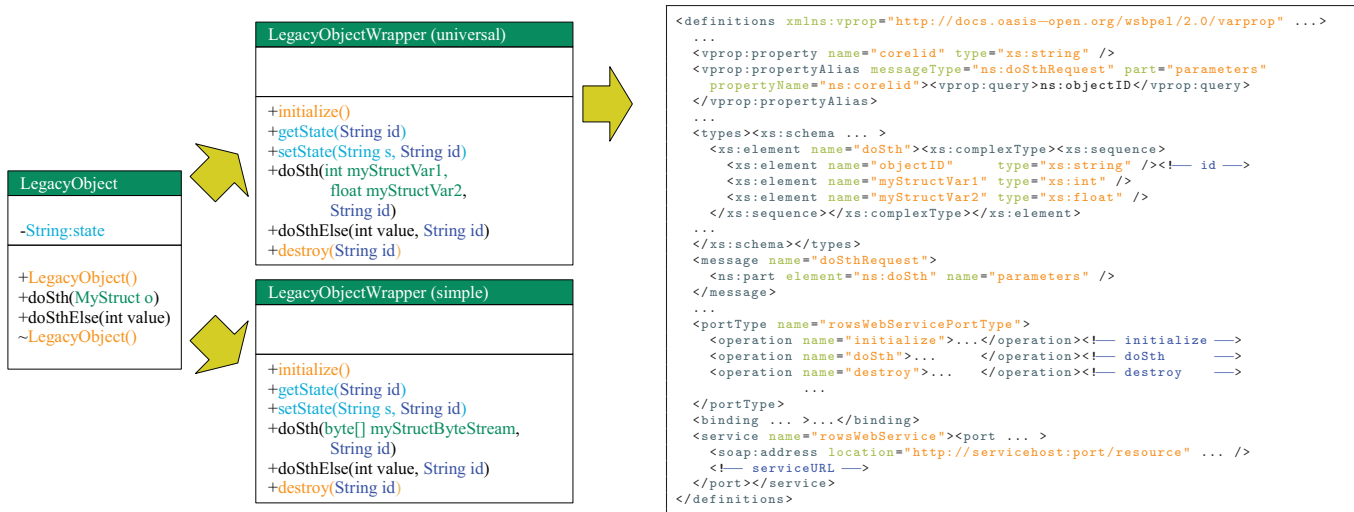 LegacyObject
-String:state
+LegacyObject()
+doSth(MyStruct o)
+doSthElse(int value)
~LegacyObject()
LegacyObjectWrapper (universal)
+initialize()
+getState(String id)
+setState(String s, String id)
+doSth(int myStructVar1,
float myStructVar2,
String id)
+doSthElse(int value, String id)
+destroy(String id)
LegacyObjectWrapper (simple)
+initialize()
+getState(String id)
+setState(String s, String id)
+doSth(byte[] myStructByteStream,
String id)
+doSthElse(int value, String id)
+destroy(String id)
<definitions xmlns:vprop="http://docs.oasis—open.org/wsbpel/2.0/varprop" ...>
...
<vprop:property name="corelid" type="xs:string" />
<vprop:propertyAlias messageType="ns:doSthRequest" part="parameters"
propertyName="ns:corelid"><vprop:query>ns:objectID</vprop:query>
</vprop:propertyAlias>
...
<types><xs:schema ... >
<xs:element name="doSth"><xs:complexType><xs:sequence>
<xs:element name="objectID" type="xs:string" /><!—— id ——>
<xs:element name="myStructVar1" type="xs:int" />
<xs:element name="myStructVar2" type="xs:float" />
</xs:sequence></xs:complexType></xs:element>
...
</xs:schema></types>
<message name="doSthRequest">
<ns:part element="ns:doSth" name="parameters" />
</message>
...
<portType name="rowsWebServicePortType">
<operation name="initialize">...</operation><!—— initialize ——>
<operation name="doSth">... </operation><!—— doSth ——>
<operation name="destroy">... </operation><!—— destroy ——>
...
</portType>
<binding ... >...</binding>
<service name="rowsWebService"><port ... >
<soap:address location="http://servicehost:port/resource" ... />
<!—— serviceURL ——>
</port></service>
</definitions>